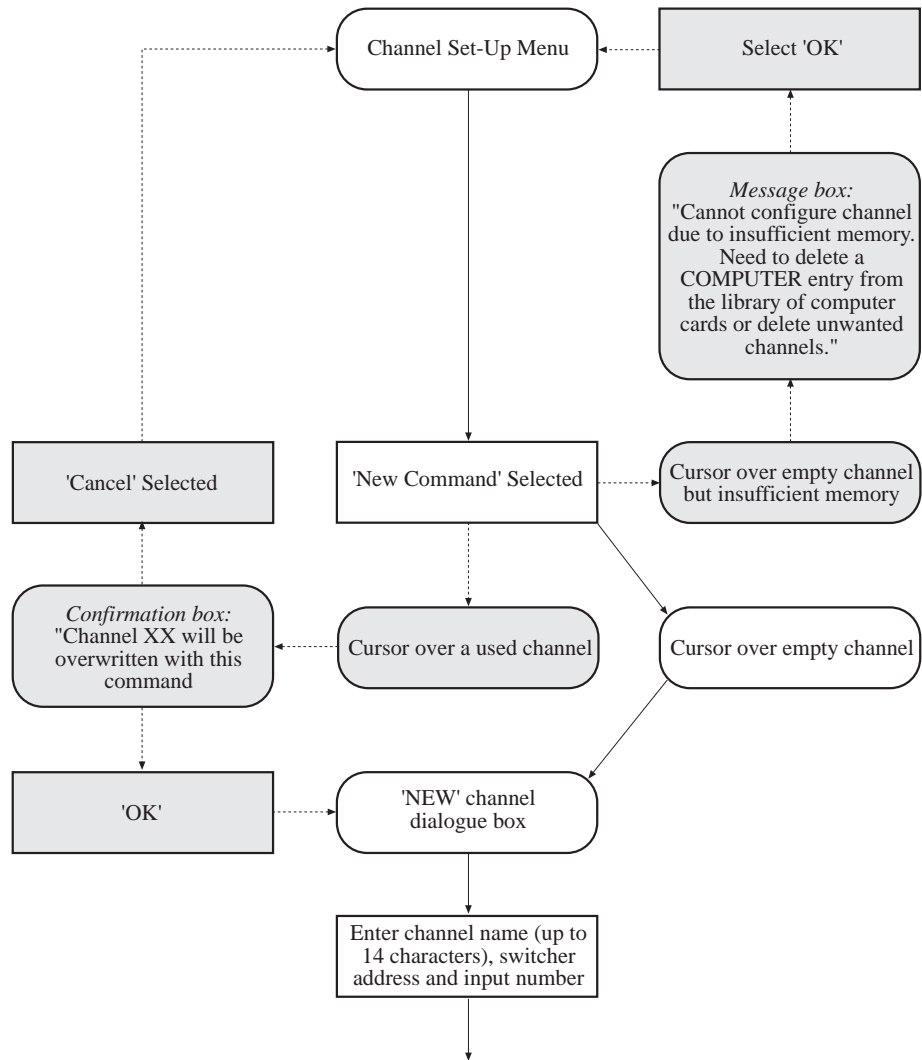 Channel Set-Up Menu
Select 'OK'
Message box:
"Cannot configure channel
due to insufficient memory.
Need to delete a
COMPUTER entry from
the library of computer
cards or delete unwanted
channels."
'Cancel' Selected
'New Command' Selected
Cursor over empty channel
but insufficient memory
Confirmation box:
"Channel XX will be
overwritten with this
command
Cursor over a used channel
Cursor over empty channel
'OK'
'NEW' channel
dialogue box
Enter channel name (up to
14 characters), switcher
address and input number